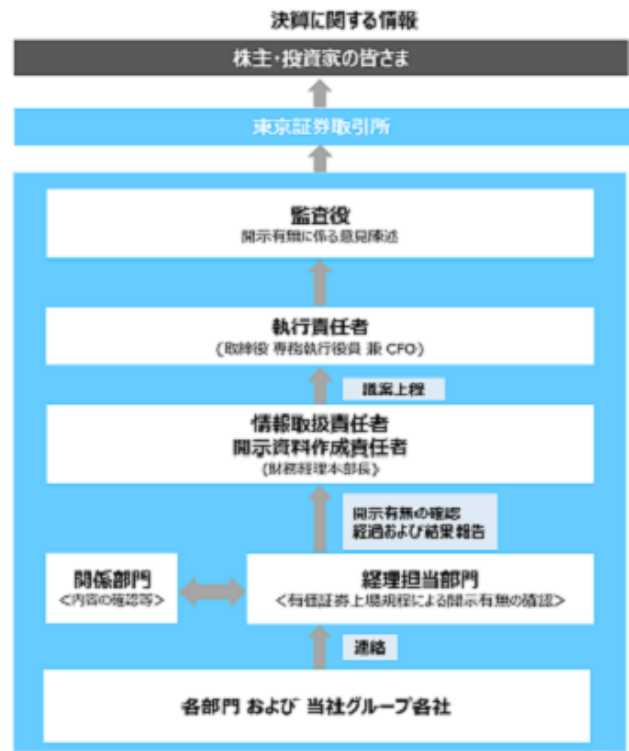 決算に関する情報
株主・投資家の皆さま
東京証券取引所
監査役
開示有無に係る意見陳述
執行責任者
(取締役 専務執行役員 兼 CFO)
議案上程
情報取扱責任者
開示資料作成責任者
(財務経理本部長)
開示有無の確認
経過および結果報告
関係部門
<内容の確認等>
経理担当部門
<有価証券上場規程による開示有無の確認>
連絡
各部門 および 当社グループ各社